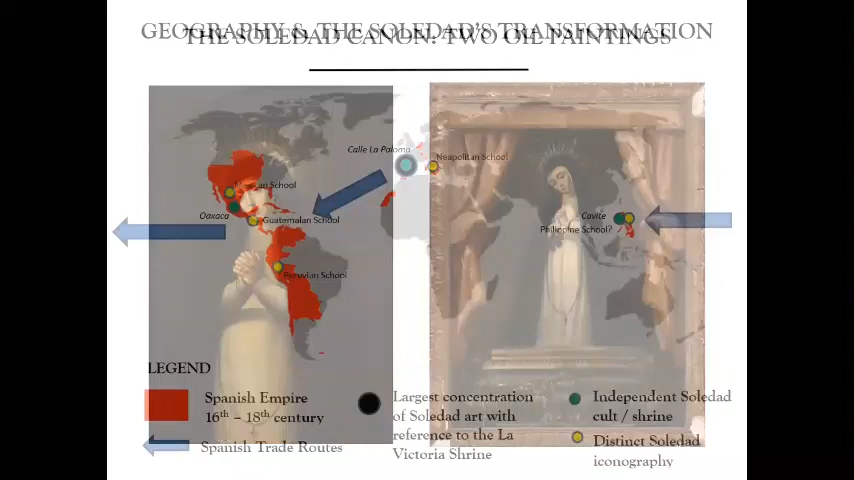 GEOGRAPHY & THE SOLEDAD'S TRANSFORMATION
THE SOLEDAD CANON: TWO OIL PAINTINGS
Calle La Paloma
Neapolitan School
School
Oaxaca
Guatemalan School
Cavite
Philippine School?
Peruvian School
LEGEND
Spanish Empire
16th – 18th century
Spanish Trade Routes
Largest concentration
of Soledad art with
reference to the La
Victoria Shrine
Independent Soledad
cult / shrine
Distinct Soledad
iconography